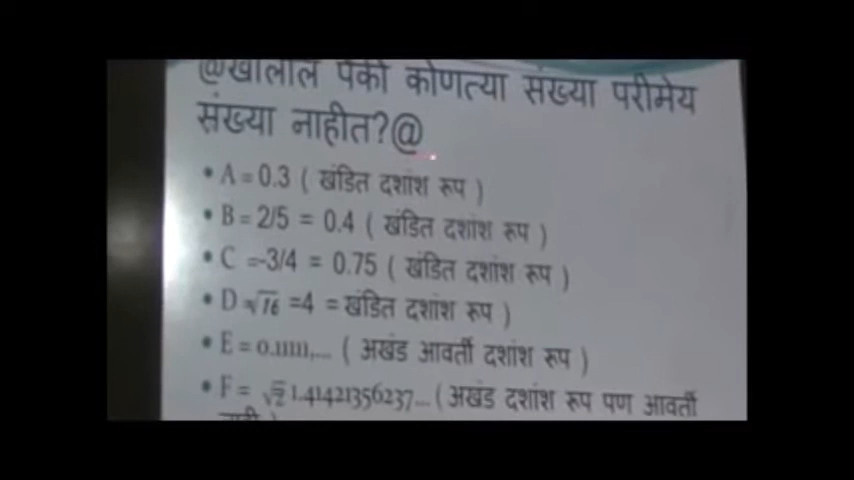 @खालील पैकी कोणत्या संख्या परीमेय
संख्या नाहीत?@
• A = 0.3 ( खंडित दशांश रूप )
• B = 2/5 = 0.4 ( खंडित दशांश रूप )
• C =-3/4 = 0.75 ( खंडित दशांश रूप )
• D √16 =4 =खंडित दशांश रूप )
• E = 0.11111,... ( अखंड आवर्ती दशांश रूप )
• F = √2 1.41421356237... ( अखंड दशांश रूप पण आवर्ती